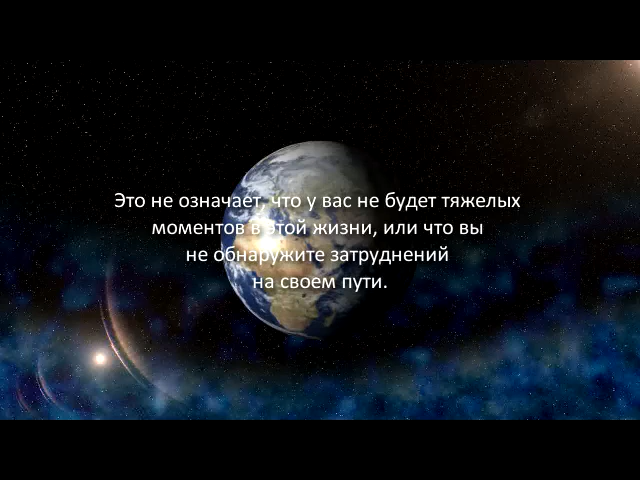 Это не означает, что у вас не будет тяжелых
моментов в этой жизни, или что вы
не обнаружите затруднений
на своем пути.